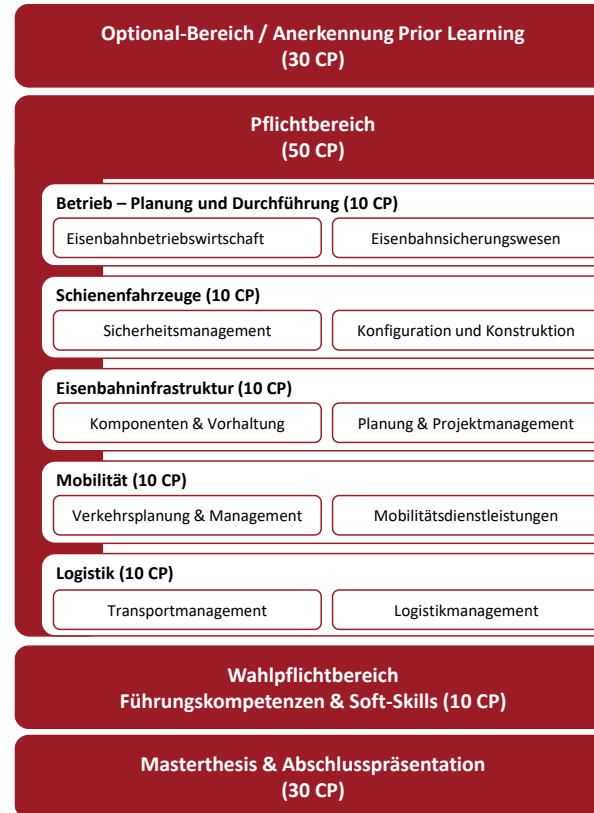 Optional-Bereich / Anerkennung Prior Learning
(30 CP)
Pflichtbereich
(50 CP)
Betrieb – Planung und Durchführung (10 CP)
Eisenbahnbetriebswirtschaft
Eisenbahnsicherungswesen
Schienenfahrzeuge (10 CP)
Sicherheitsmanagement
Konfiguration und Konstruktion
Eisenbahninfrastruktur (10 CP)
Komponenten & Vorhaltung
Planung & Projektmanagement
Mobilität (10 CP)
Verkehrsplanung & Management
Mobilitätsdienstleistungen
Logistik (10 CP)
Transportmanagement
Logistikmanagement
Wahlpflichtbereich
Führungskompetenzen & Soft-Skills (10 CP)
Masterthesis & Abschlusspräsentation
(30 CP)